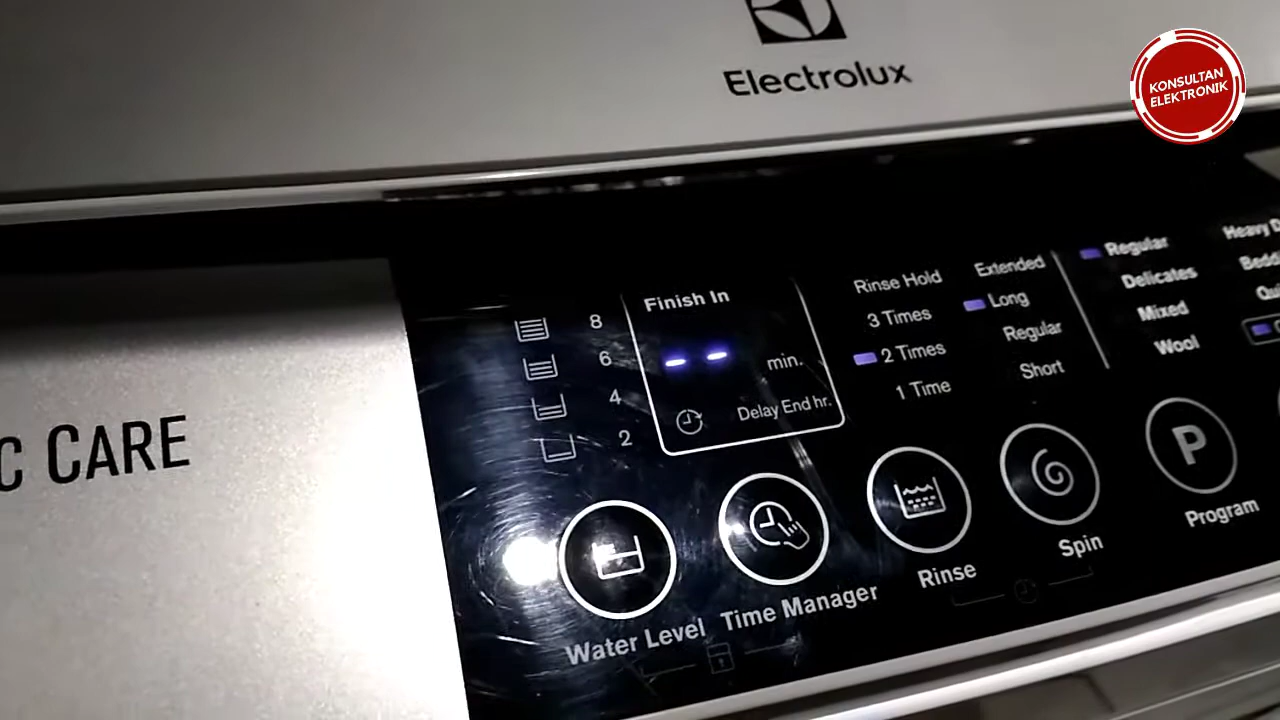 Electrolux
KONSULTAN
ELEKTRONIK
C CARE
8
6
4
2
Finish In
-- min.
Delay End hr.
Rinse Hold
3 Times
2 Times
1 Time
Extended
Long
Regular
Short
Regular
Delicates
Mixed
Wool
Heavy
P
Water Level
Time Manager
Rinse
Spin
Program